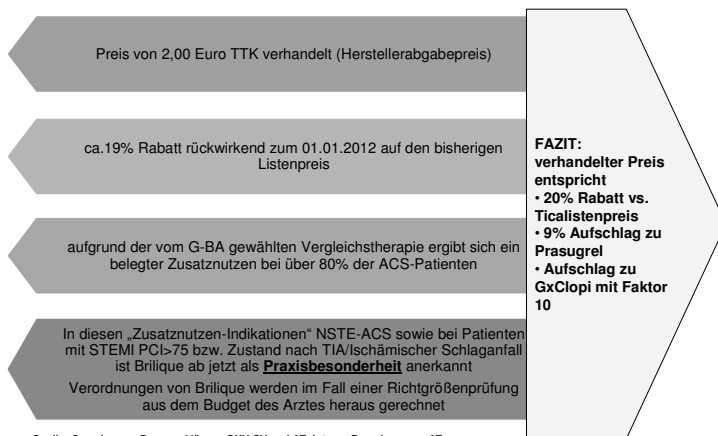 Preis von 2,00 Euro TTK verhandelt (Herstellerabgabepreis)
ca.19% Rabatt rückwirkend zum 01.01.2012 auf den bisherigen
Listenpreis
aufgrund der vom G-BA gewählten Vergleichstherapie ergibt sich ein
belegter Zusatznutzen bei über 80% der ACS-Patienten
In diesen „Zusatznutzen-Indikationen“ NSTE-ACS sowie bei Patienten
mit STEMI PCI>75 bzw. Zustand nach TIA/Ischämischer Schlaganfall
ist Brilique ab jetzt als Praxisbesonderheit anerkannt
Verordnungen von Brilique werden im Fall einer Richtgrößenprüfung
aus dem Budget des Arztes heraus gerechnet
FAZIT:
verhandelter Preis
entspricht
• 20% Rabatt vs.
Ticalistenpreis
• 9% Aufschlag zu
Prasugrel
• Aufschlag zu
GxClopi mit Faktor
10